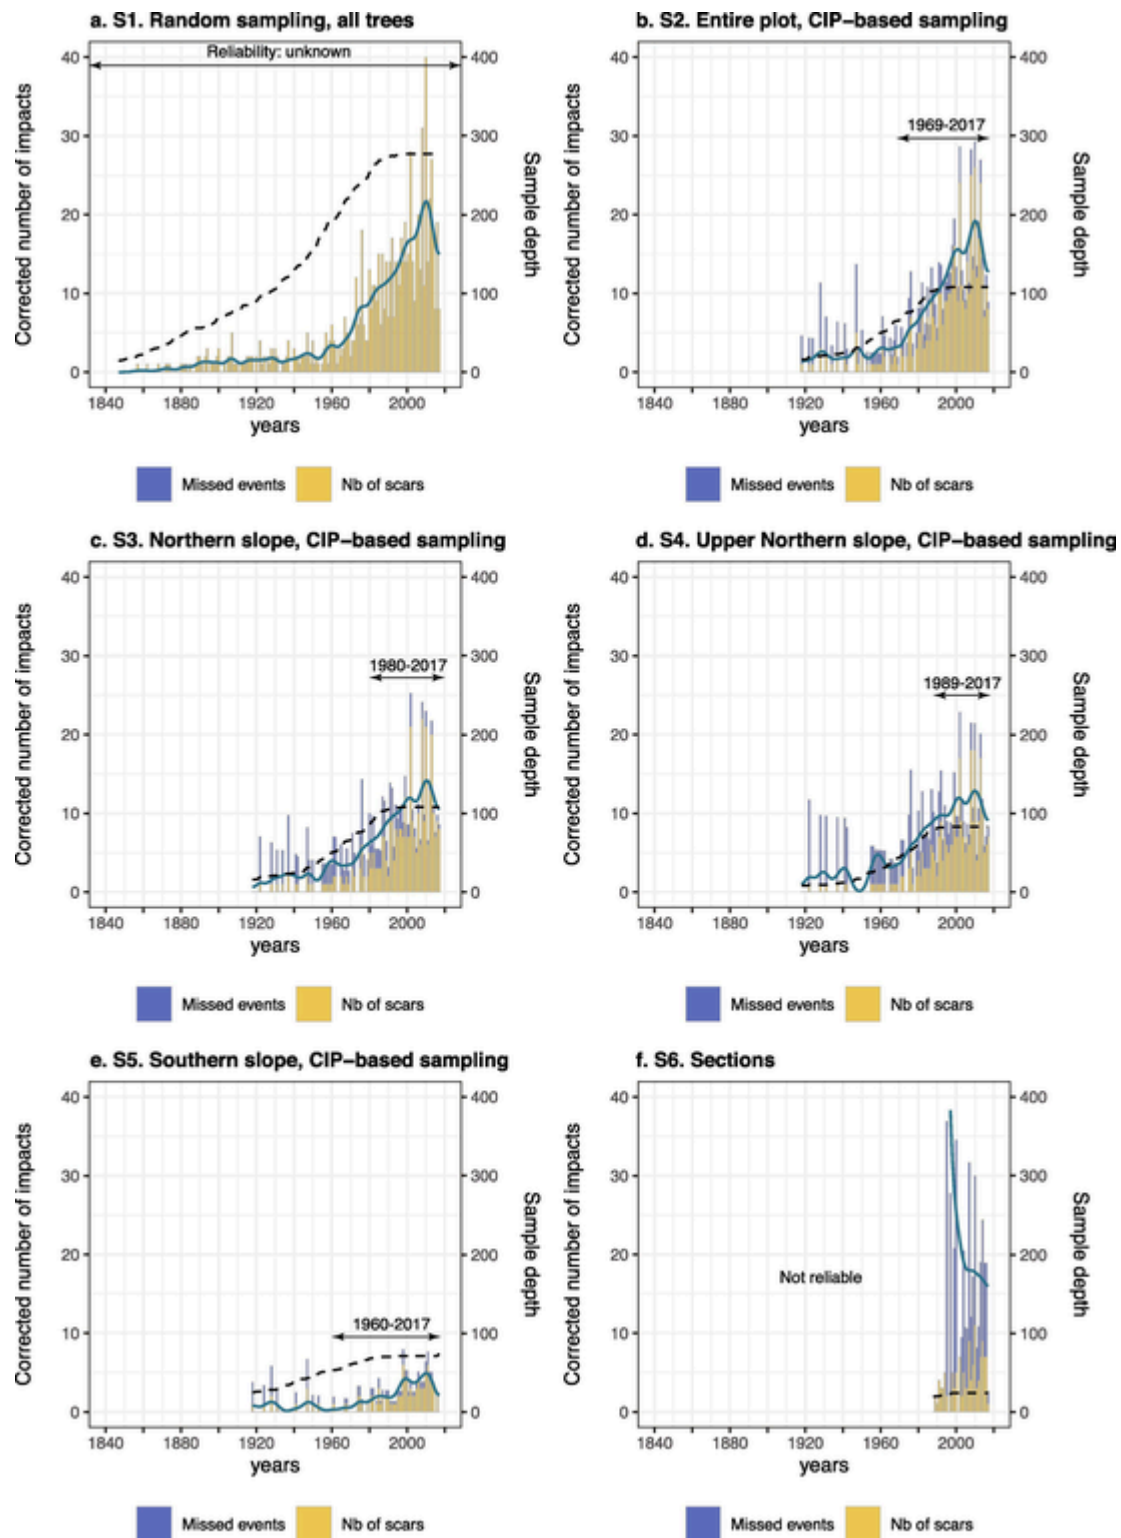 a. S1. Random sampling, all trees
Reliability: unknown
40
30
20
10
0
400
300
200
100
0
Corrected number of impacts
Sample depth
1840 1880 1920 1960 2000
years
Missed events Nb of scars
b. S2. Entire plot, CIP−based sampling
1969-2017
40
30
20
10
0
400
300
200
100
0
Corrected number of impacts
Sample depth
1840 1880 1920 1960 2000
years
Missed events Nb of scars
c. S3. Northern slope, CIP−based sampling
1980-2017
40
30
20
10
0
400
300
200
100
0
Corrected number of impacts
Sample depth
1840 1880 1920 1960 2000
years
Missed events Nb of scars
d. S4. Upper Northern slope, CIP−based sampling
1989-2017
40
30
20
10
0
400
300
200
100
0
Corrected number of impacts
Sample depth
1840 1880 1920 1960 2000
years
Missed events Nb of scars
e. S5. Southern slope, CIP−based sampling
1960-2017
40
30
20
10
0
400
300
200
100
0
Corrected number of impacts
Sample depth
1840 1880 1920 1960 2000
years
Missed events Nb of scars
f. S6. Sections
Not reliable
40
30
20
10
0
400
300
200
100
0
Corrected number of impacts
Sample depth
1840 1880 1920 1960 2000
years
Missed events Nb of scars